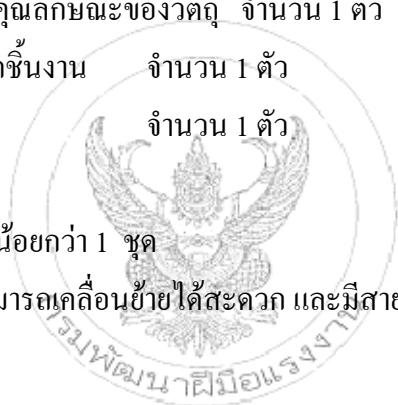 คุณลักษณะของวัตถุ จำนวน 1 ตัว
ชิ้นงาน จำนวน 1 ตัว
จำนวน 1 ตัว
น้อยกว่า 1 ชุด
มารถเคลื่อนย้ายได้สะดวก และมีสาย
กรมพัฒนาฝีมือแรงงาน